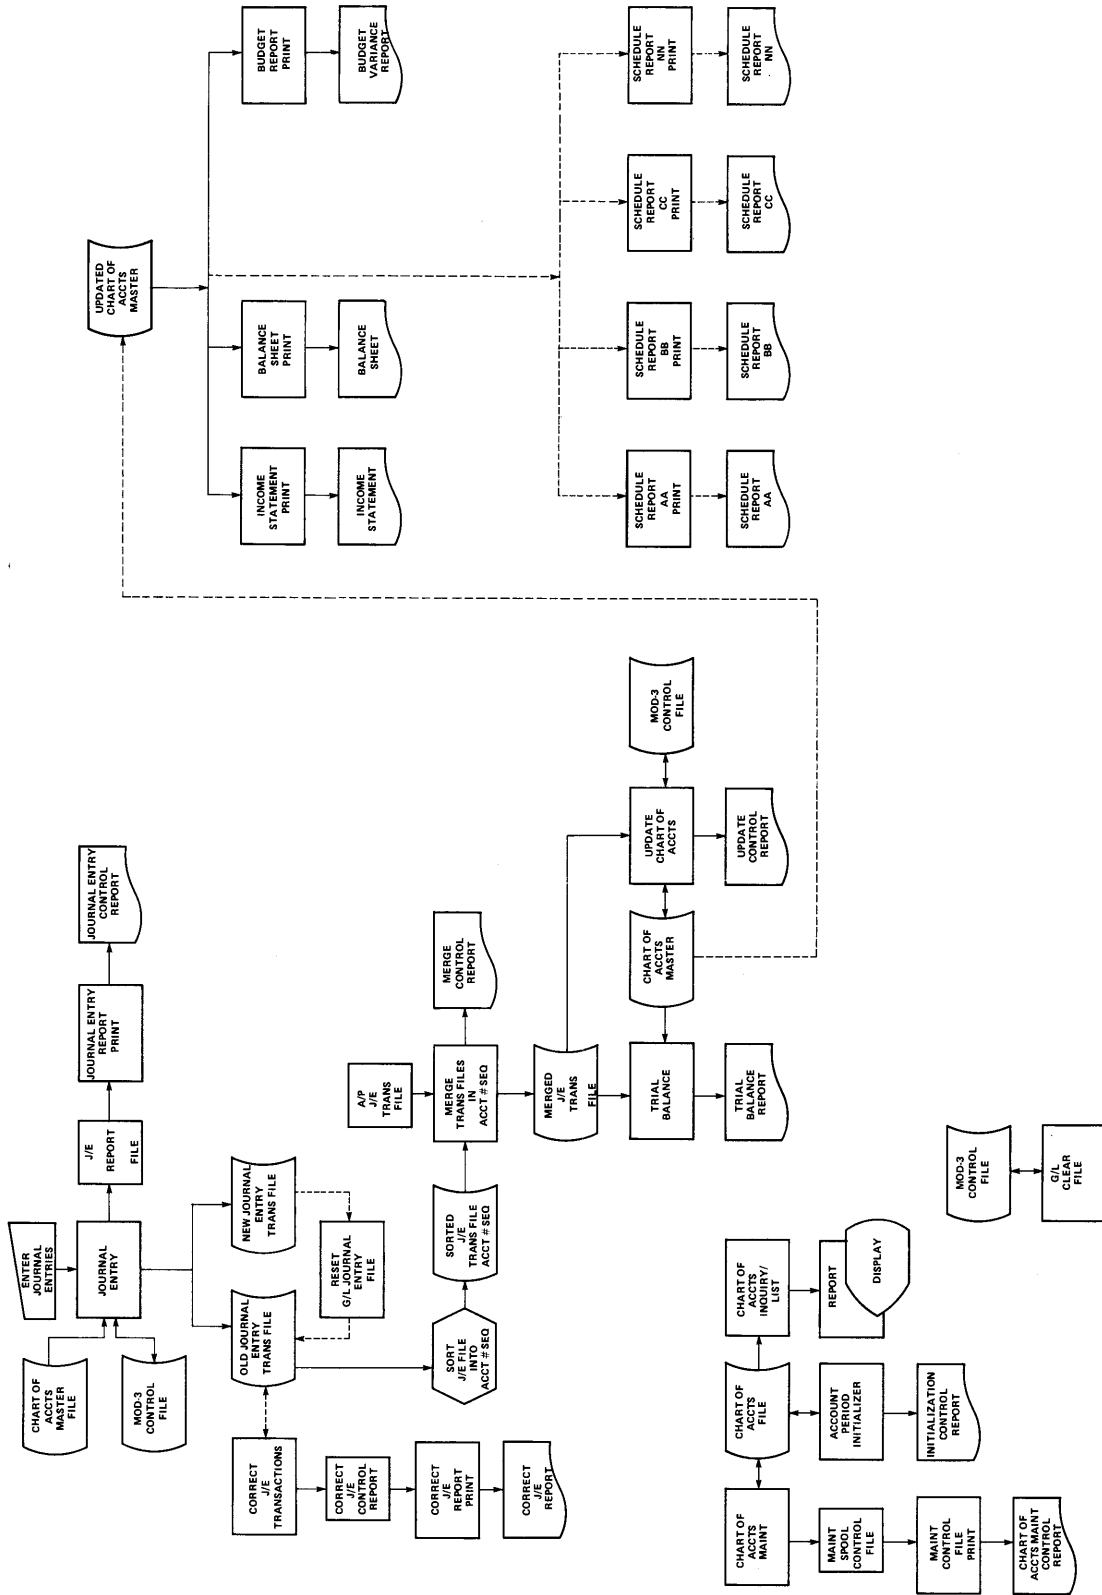 ENTER
JOURNAL
ENTRIES
CHART OF
ACCTS
MASTER
FILE
MOD-3
CONTROL
FILE
JOURNAL
ENTRY
J/E
REPORT
FILE
JOURNAL ENTRY
REPORT
PRINT
JOURNAL ENTRY
CONTROL
REPORT
CORRECT
J/E
TRANSACTIONS
OLD JOURNAL
ENTRY
TRANS FILE
NEW JOURNAL
ENTRY
TRANS FILE
RESET
G/L JOURNAL
ENTRY
FILE
CORRECT
J/E
CONTROL
REPORT
CORRECT
J/E
REPORT
PRINT
CORRECT
J/E
REPORT
SORT
J/E FILE
INTO
ACCT # SEQ
SORTED
J/E
TRANS FILE
ACCT # SEQ
A/P
J/E
TRANS
FILE
MERGE
TRANS FILES
IN
ACCT # SEQ
MERGE
CONTROL
REPORT
MERGED
J/E
TRANS
FILE
TRIAL
BALANCE
CHART OF
ACCTS
MASTER
UPDATE
CHART OF
ACCTS
MOD-3
CONTROL
FILE
TRIAL
BALANCE
REPORT
UPDATE
CONTROL
REPORT
CHART OF
ACCTS
MAINT
CHART OF
ACCTS
FILE
CHART OF
ACCTS
INQUIRY/
LIST
MAINT
SPOOL
CONTROL
FILE
ACCOUNT
PERIOD
INITIALIZER
REPORT
DISPLAY
MAINT
CONTROL
FILE
PRINT
INITIALIZATION
CONTROL
REPORT
CHART OF
ACCTS MAINT
CONTROL
REPORT
MOD-3
CONTROL
FILE
G/L
CLEAR
FILE
UPDATED
CHART OF
ACCTS
MASTER
INCOME
STATEMENT
PRINT
BALANCE
SHEET
PRINT
BUDGET
REPORT
PRINT
INCOME
STATEMENT
BALANCE
SHEET
BUDGET
VARIANCE
REPORT
SCHEDULE
REPORT
AA
PRINT
SCHEDULE
REPORT
BB
PRINT
SCHEDULE
REPORT
CC
PRINT
SCHEDULE
REPORT
NN
PRINT
SCHEDULE
REPORT
AA
SCHEDULE
REPORT
BB
SCHEDULE
REPORT
CC
SCHEDULE
REPORT
NN